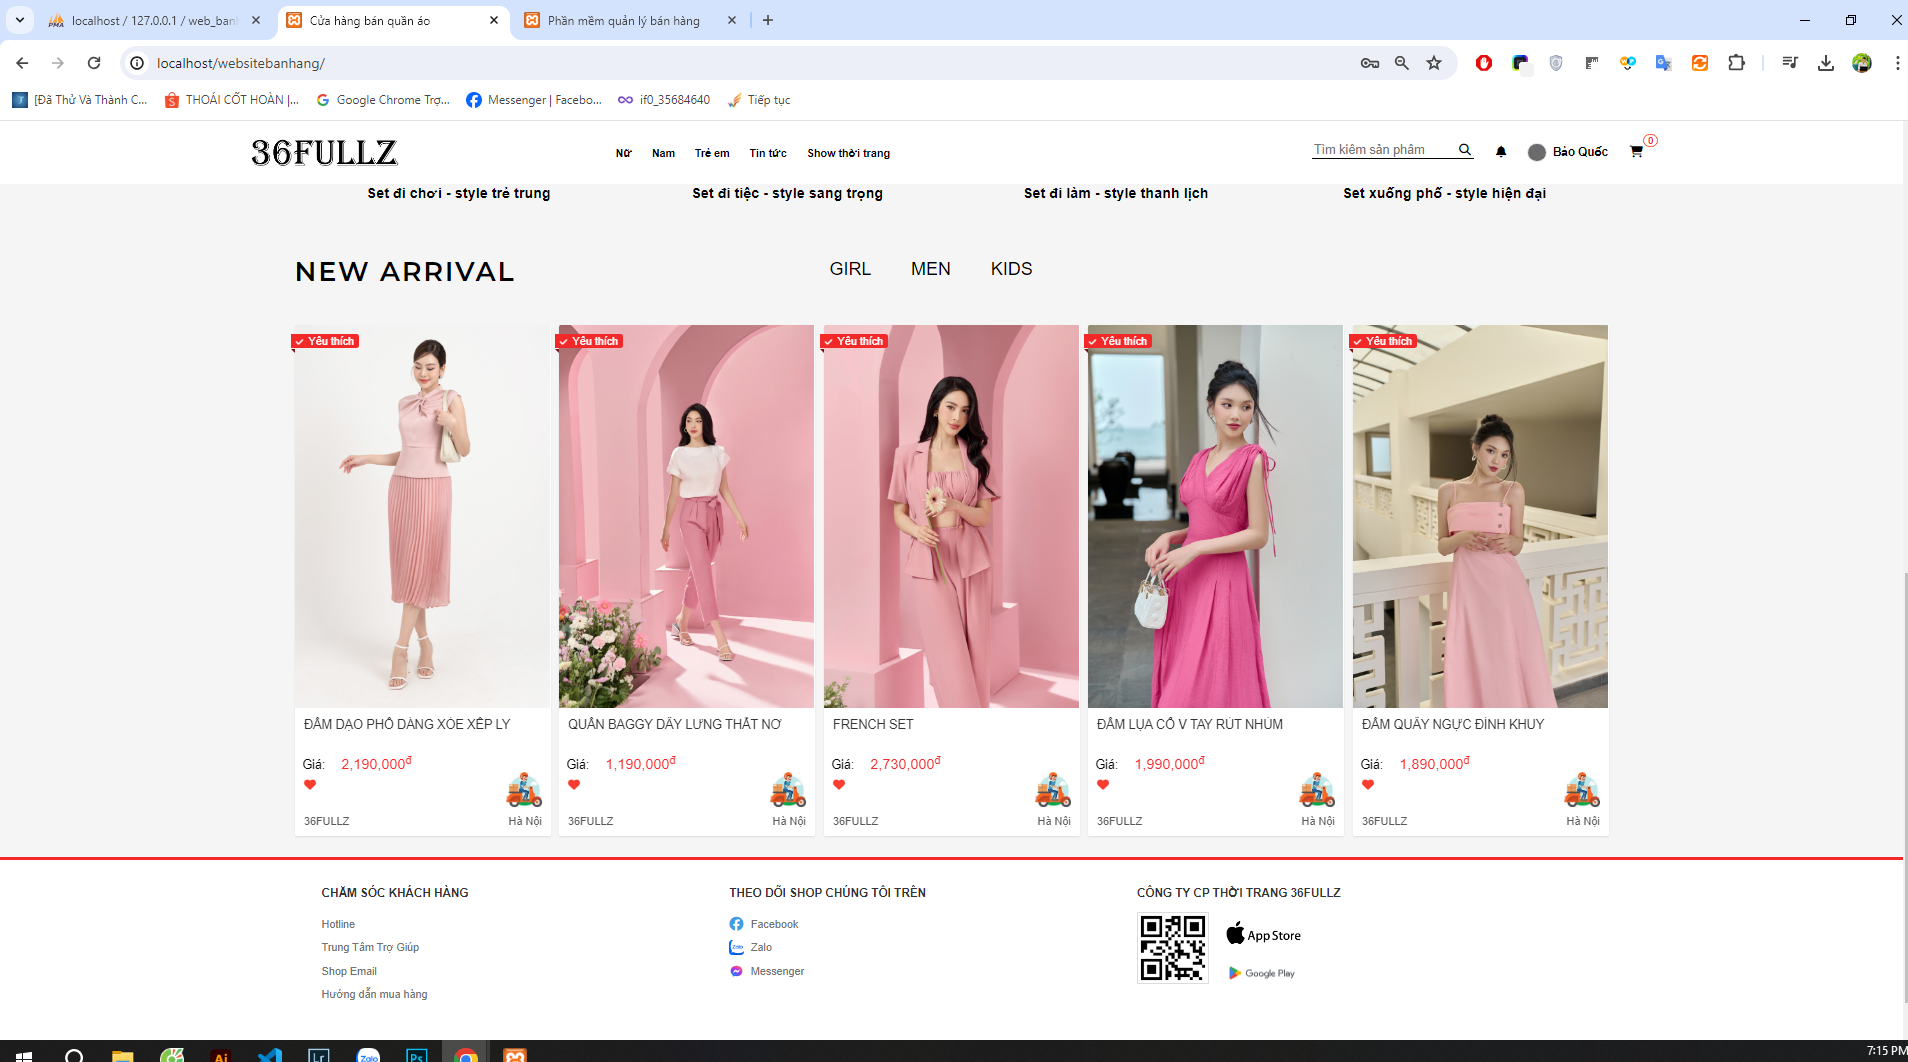 localhost / 127.0.0.1 / web_ban
Cửa hàng bán quần áo
Phần mềm quản lý bán hàng
localhost/websitebanhang/
[Đã Thử Và Thành C...
THOÁI CỐT HOÀN |...
Google Chrome Trợ...
Messenger | Facebo...
if0_35684640
Tiếp tục
36FULLZ
Nữ
Nam
Trẻ em
Tin tức
Show thời trang
Tìm kiếm sản phẩm
Bảo Quốc
0
Set đi chơi - style trẻ trung
Set đi tiệc - style sang trọng
Set đi làm - style thanh lịch
Set xuống phố - style hiện đại
NEW ARRIVAL
GIRL
MEN
KIDS
Yêu thích
Yêu thích
Yêu thích
Yêu thích
Yêu thích
ĐẦM DẠO PHỐ DÁNG XÒE XẾP LY
QUẦN BAGGY DÂY LƯNG THẮT NƠ
FRENCH SET
ĐẦM LỤA CỔ V TAY RÚT NHÚM
ĐẦM QUÂY NGỰC ĐÍNH KHUY
Giá: 2,190,000đ
Giá: 1,190,000đ
Giá: 2,730,000đ
Giá: 1,990,000đ
Giá: 1,890,000đ
36FULLZ Hà Nội
36FULLZ Hà Nội
36FULLZ Hà Nội
36FULLZ Hà Nội
36FULLZ Hà Nội
CHĂM SÓC KHÁCH HÀNG
Hotline
Trung Tâm Trợ Giúp
Shop Email
Hướng dẫn mua hàng
THEO DÕI SHOP CHÚNG TÔI TRÊN
Facebook
Zalo
Messenger
CÔNG TY CP THỜI TRANG 36FULLZ
App Store
Google Play
Ai
Lr
Zalo
Ps
7:15 PM